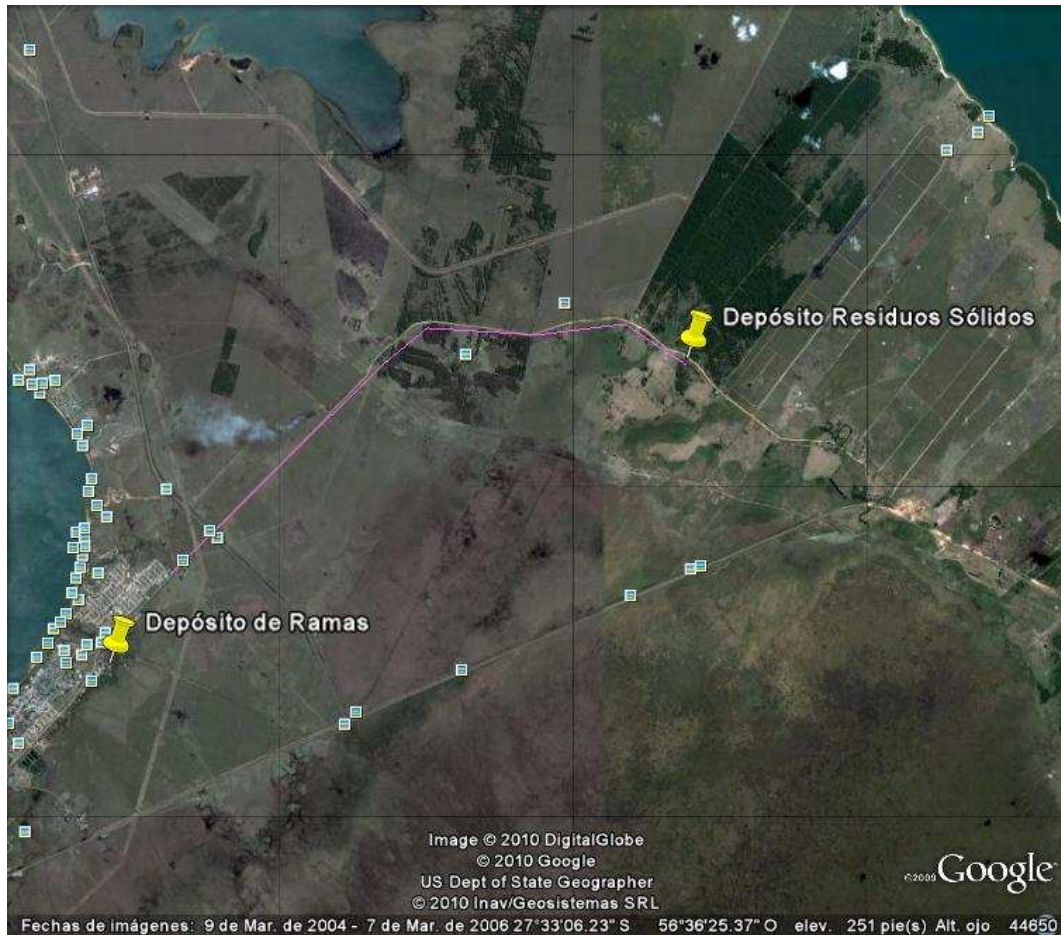 Depósito Residuos Sólidos
Depósito de Ramas
Image © 2010 DigitalGlobe
© 2010 Google
US Dept of State Geographer
© 2010 Inav/Geosistemas SRL
©2009 Google
Fechas de imágenes: 9 de Mar. de 2004 - 7 de Mar. de 2006 27°33'06.23" S 56°36'25.37" O elev. 251 pie(s) Alt. ojo 44650